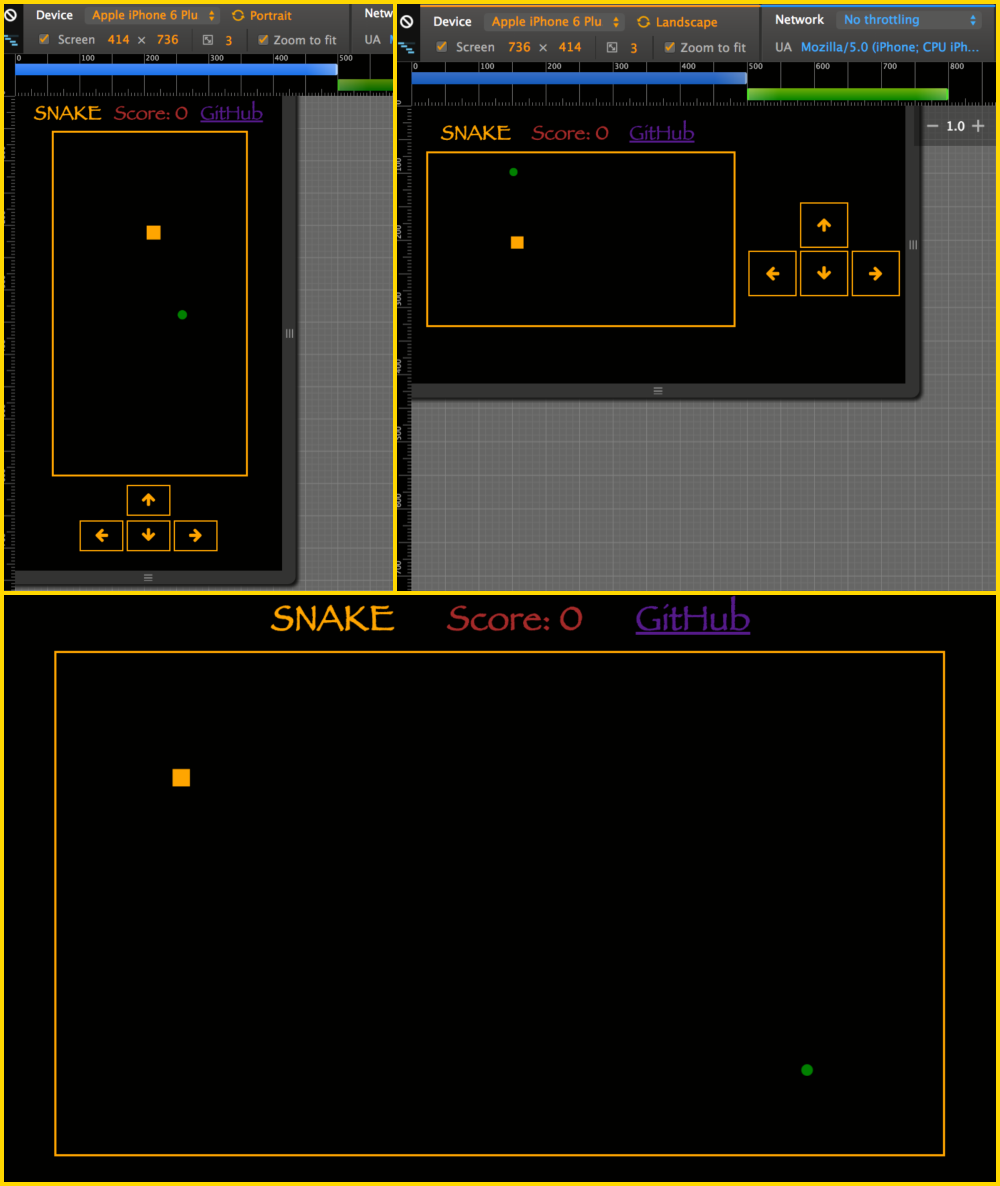 Device Apple iPhone 6 Plu Portrait Netw
Screen 414 × 736 3 Zoom to fit UA
0 100 200 300 400 500
SNAKE Score: 0 GitHub
Device Apple iPhone 6 Plu Landscape Network No throttling
Screen 736 × 414 3 Zoom to fit UA Mozilla/5.0 (iPhone; CPU iPh...
0 100 200 300 400 500 600 700 800
0
100
200
300
400
500
600
700
− 1.0 +
SNAKE Score: 0 GitHub
SNAKE Score: 0 GitHub